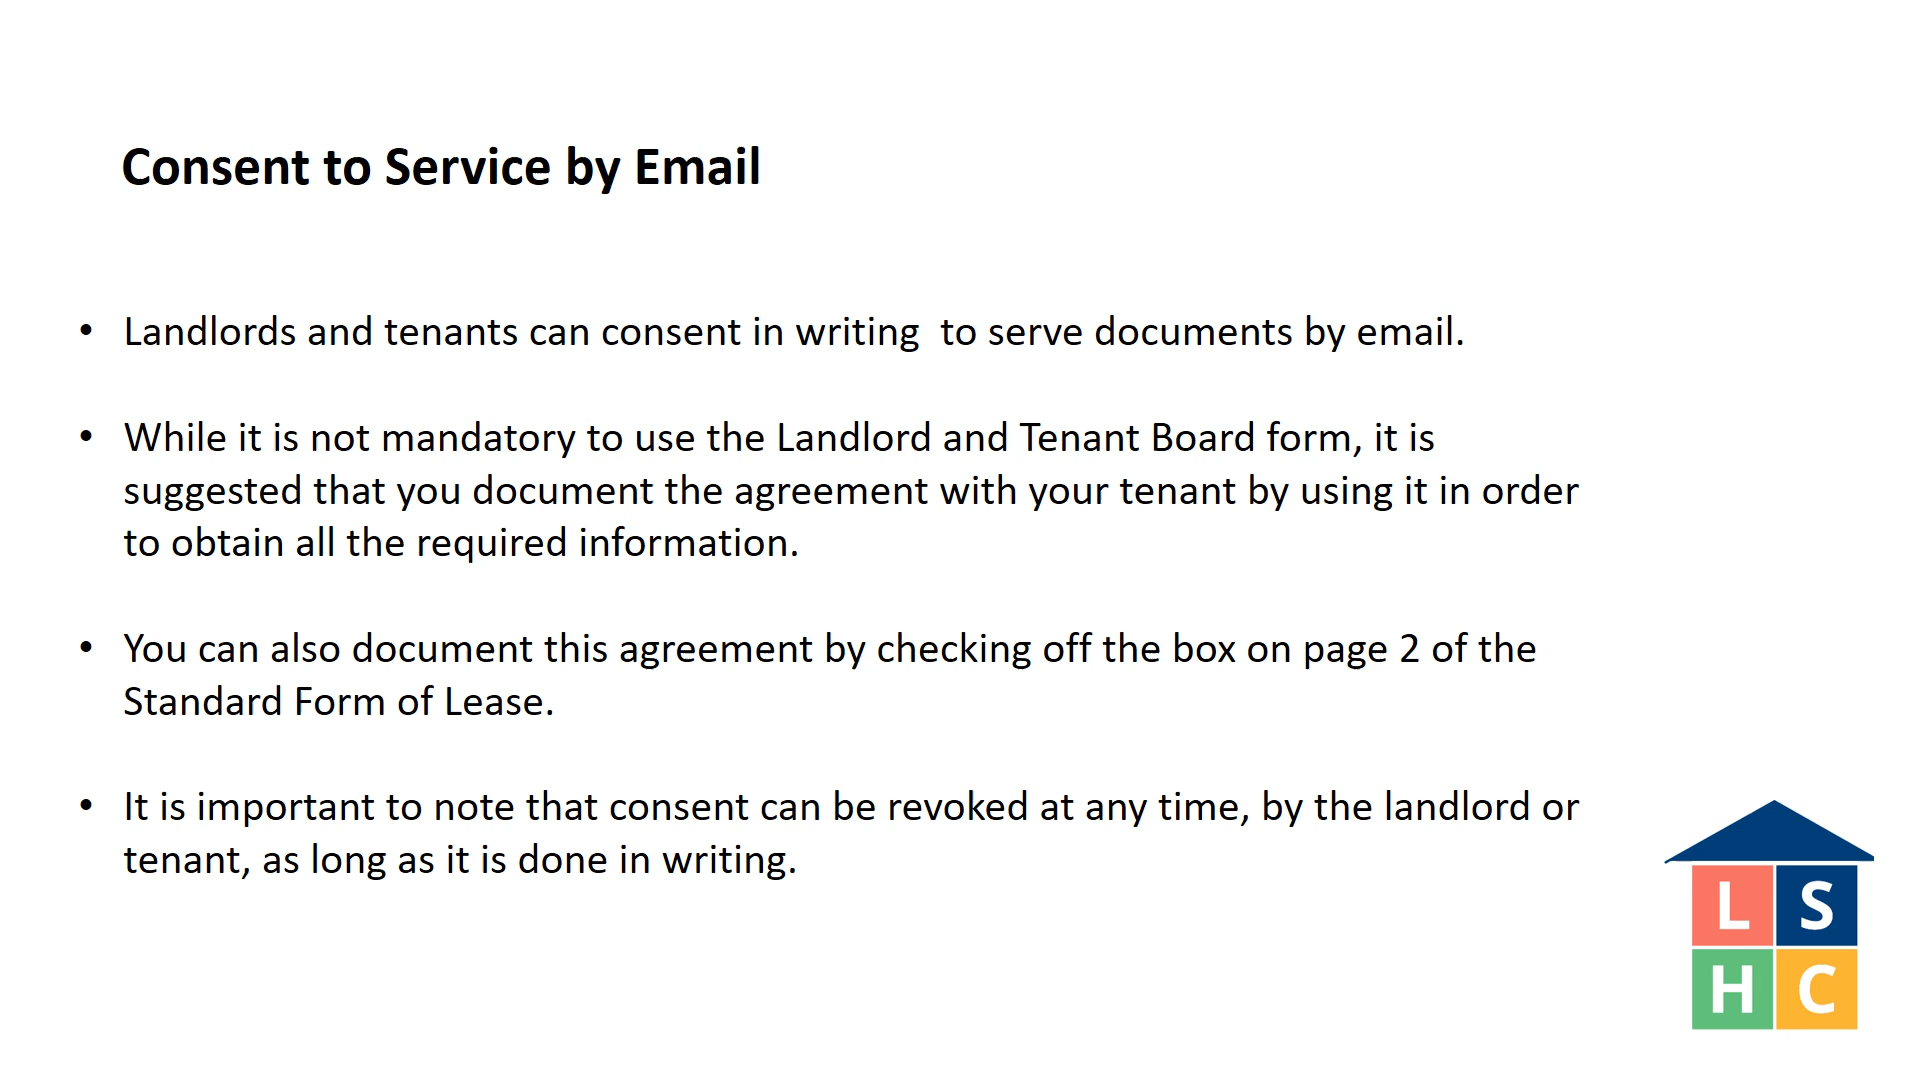 Consent to Service by Email
• Landlords and tenants can consent in writing  to serve documents by email.
• While it is not mandatory to use the Landlord and Tenant Board form, it is
suggested that you document the agreement with your tenant by using it in order
to obtain all the required information.
• You can also document this agreement by checking off the box on page 2 of the
Standard Form of Lease.
• It is important to note that consent can be revoked at any time, by the landlord or
tenant, as long as it is done in writing.
L S
H C